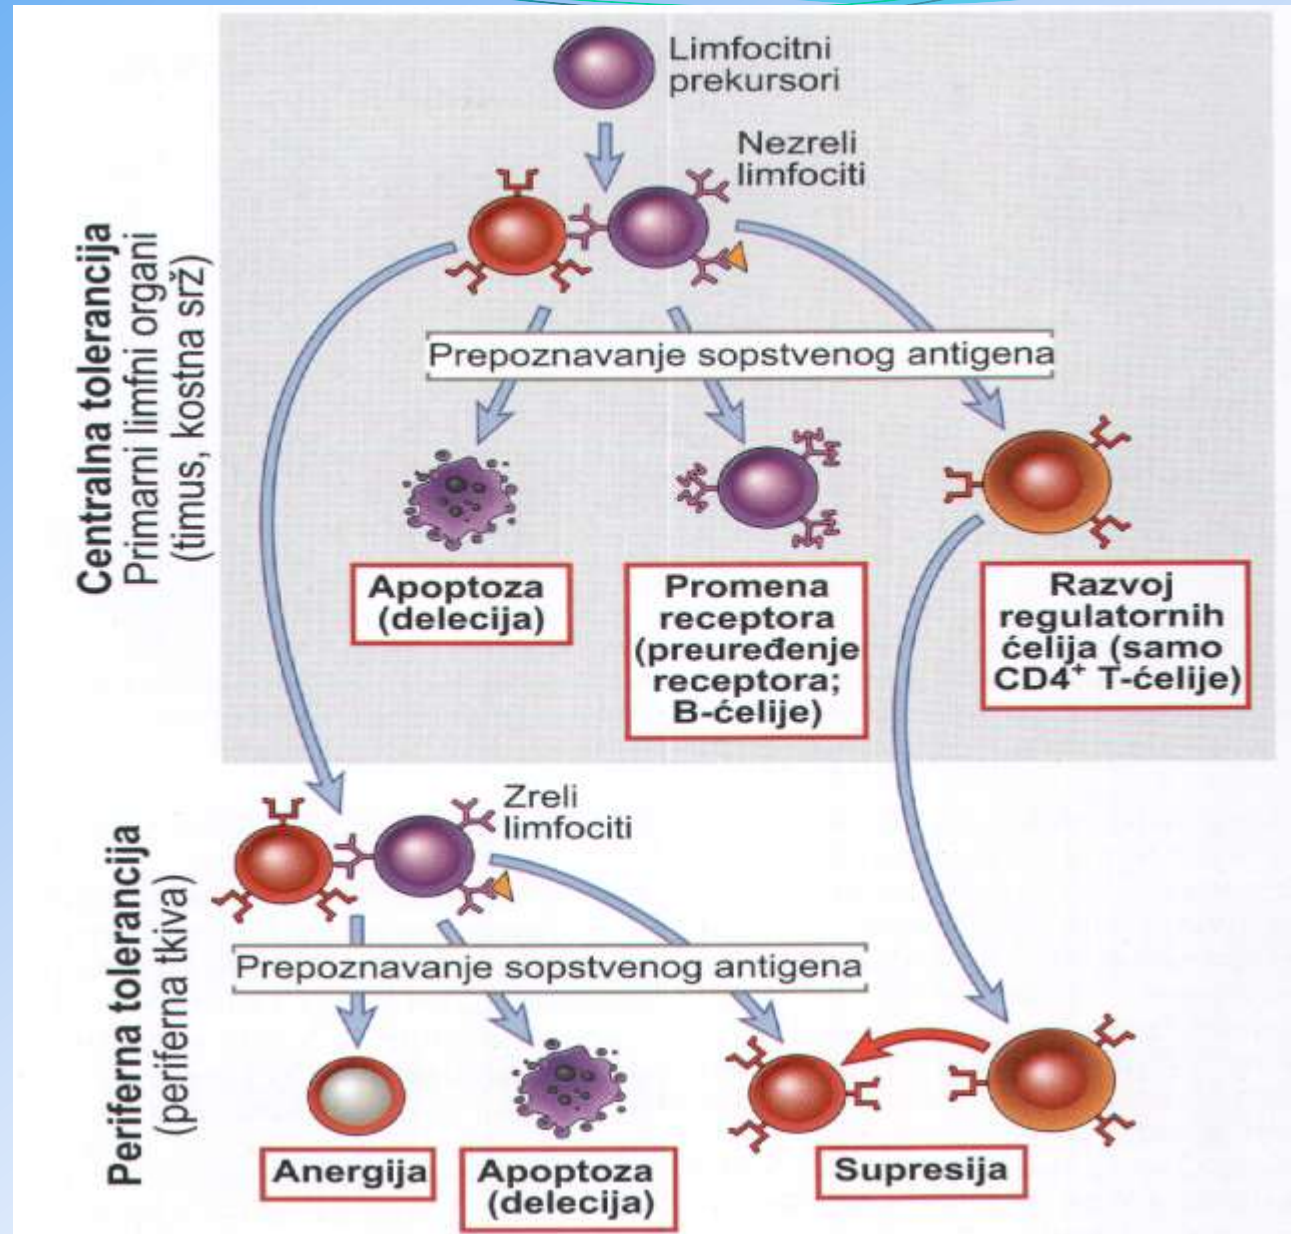 Limfocitni
prekursori
Nezreli
limfociti
Centralna tolerancija
Primarni limfni organi
(timus, kostna srž)
Prepoznavanje sopstvenog antigena
Apoptoza
(delecija)
Promena
receptora
(preuređenje
receptora;
B-ćelije)
Razvoj
regulatornih
ćelija (samo
CD4⁺ T-ćelije)
Zreli
limfociti
Periferna tolerancija
(periferna tkiva)
Prepoznavanje sopstvenog antigena
Anergija
Apoptoza
(delecija)
Supresija